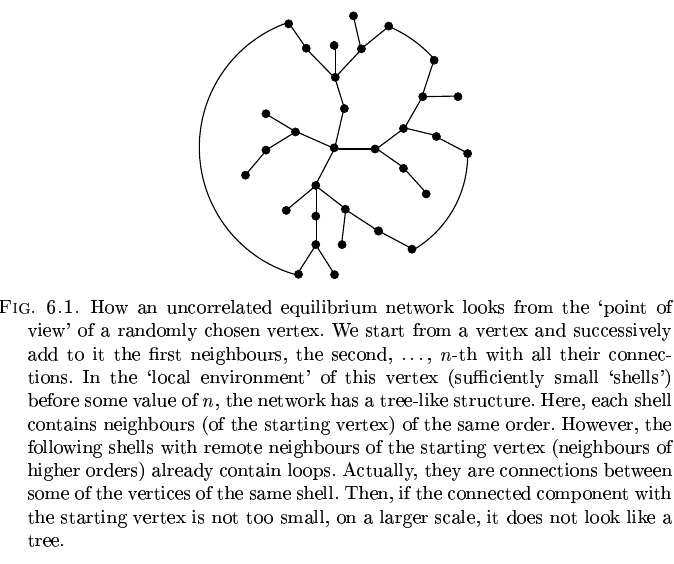 FIG. 6.1. How an uncorrelated equilibrium network looks from the ‘point of
view’ of a randomly chosen vertex. We start from a vertex and successively
add to it the first neighbours, the second, ..., n-th with all their connec-
tions. In the ‘local environment’ of this vertex (sufficiently small ‘shells’)
before some value of n, the network has a tree-like structure. Here, each shell
contains neighbours (of the starting vertex) of the same order. However, the
following shells with remote neighbours of the starting vertex (neighbours of
higher orders) already contain loops. Actually, they are connections between
some of the vertices of the same shell. Then, if the connected component with
the starting vertex is not too small, on a larger scale, it does not look like a
tree.